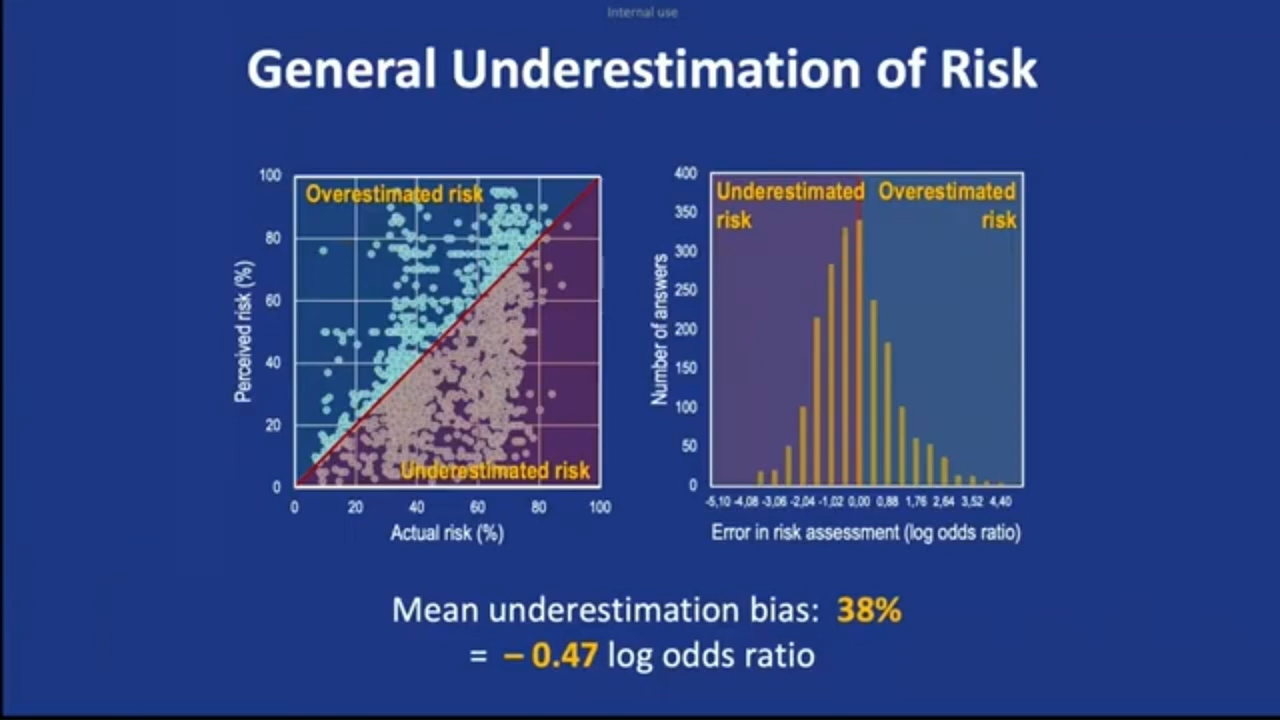 Internal use
General Underestimation of Risk
100
80
60
40
20
0
Perceived risk (%)
Overestimated risk
Underestimated risk
0 20 40 60 80 100
Actual risk (%)
400
350
300
250
200
150
100
50
0
Number of answers
Underestimated risk
Overestimated risk
-5,10 -4,08 -3,06 -2,04 -1,02 0,00 0,88 1,76 2,64 3,52 4,40
Error in risk assessment (log odds ratio)
Mean underestimation bias: 38%
= – 0.47 log odds ratio